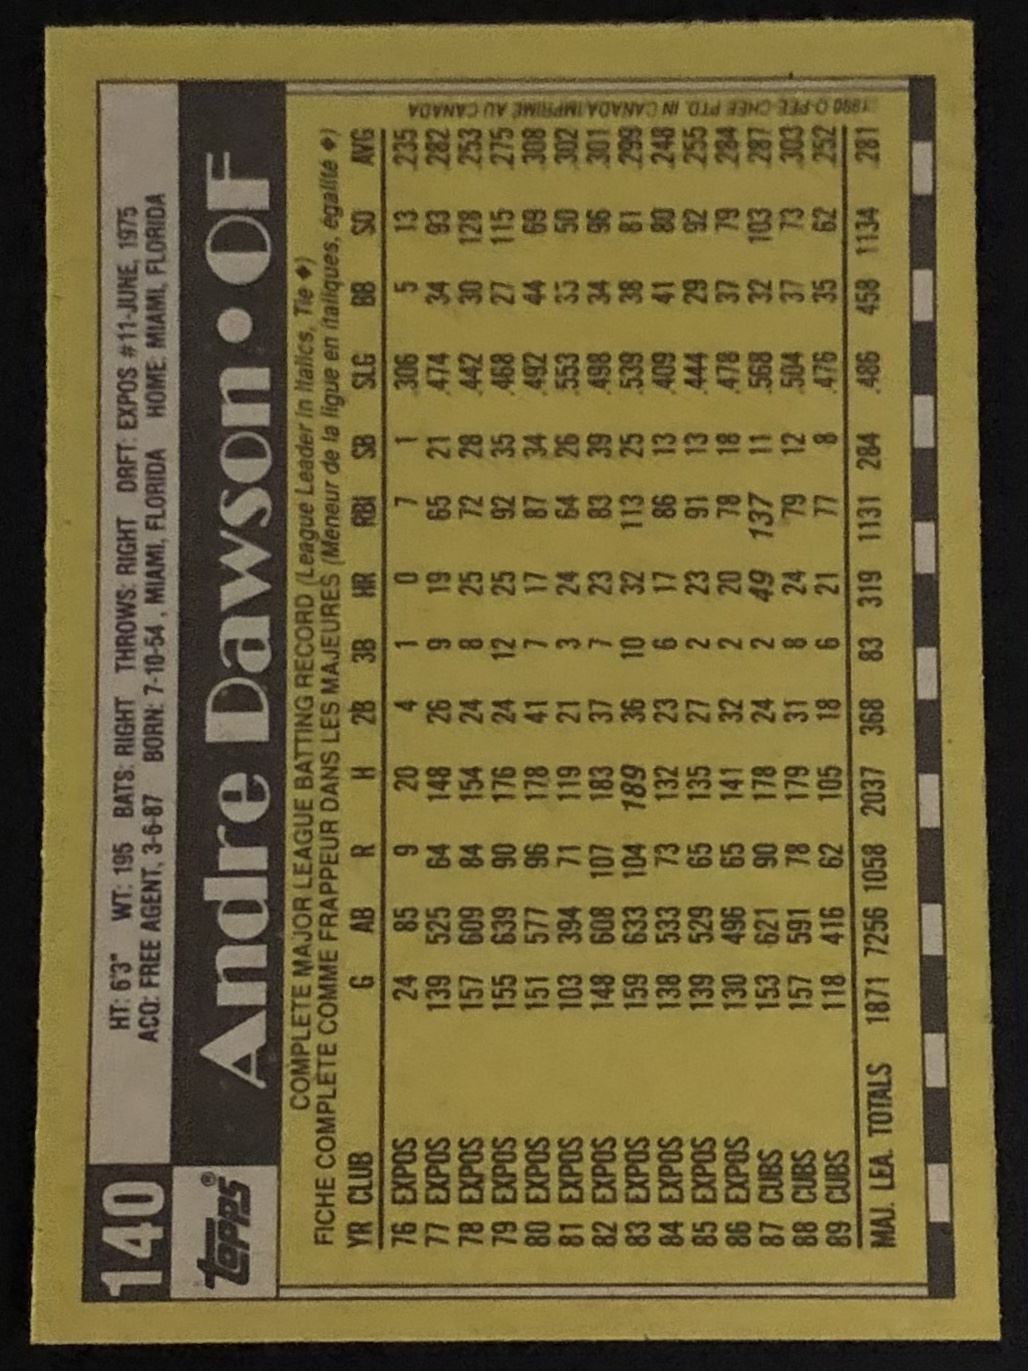 140
HT: 6'3" WT: 195 BATS: RIGHT THROWS: RIGHT DRFT: EXPOS #11-JUNE, 1975
ACQ: FREE AGENT, 3-6-87 BORN: 7-10-54, MIAMI, FLORIDA HOME: MIAMI, FLORIDA
topps®
Andre Dawson • OF
COMPLETE MAJOR LEAGUE BATTING RECORD (League Leader in Italics, Tie ♦)
FICHE COMPLETE COMME FRAPPEUR DANS LES MAJEURES (Meneur de la ligue en italiques, égalité ♦)
YR CLUB G AB R H 2B 3B HR RBI SB SLG BB SO AVG
76 EXPOS 24 85 9 20 4 1 0 7 1 .306 5 13 .235
77 EXPOS 139 525 64 148 26 9 19 65 21 .474 34 93 .282
78 EXPOS 157 609 84 154 24 8 25 72 28 .442 30 128 .253
79 EXPOS 155 639 90 176 24 12 25 92 35 .468 27 115 .275
80 EXPOS 151 577 96 178 41 7 17 87 34 .492 44 69 .308
81 EXPOS 103 394 71 119 21 3 24 64 26 .553 35 50 .302
82 EXPOS 148 608 107 183 37 7 23 83 39 .498 34 96 .301
83 EXPOS 159 633 104 189 36 10 32 113 25 .539 38 81 .299
84 EXPOS 138 533 73 132 23 6 17 86 13 .409 41 80 .248
85 EXPOS 139 529 65 135 27 2 23 91 13 .444 29 92 .255
86 EXPOS 130 496 65 141 32 2 20 78 18 .478 37 79 .284
87 CUBS 153 621 90 178 24 2 49 137 11 .568 32 103 .287
88 CUBS 157 591 78 179 31 8 24 79 12 .504 37 73 .303
89 CUBS 118 416 62 105 18 6 21 77 8 .476 35 62 .252
MAJ. LEA. TOTALS 1871 7256 1058 2037 368 83 319 1131 284 .486 458 1134 .281
©1990 O-PEE-CHEE PTD. IN CANADA/IMPRIMÉ AU CANADA